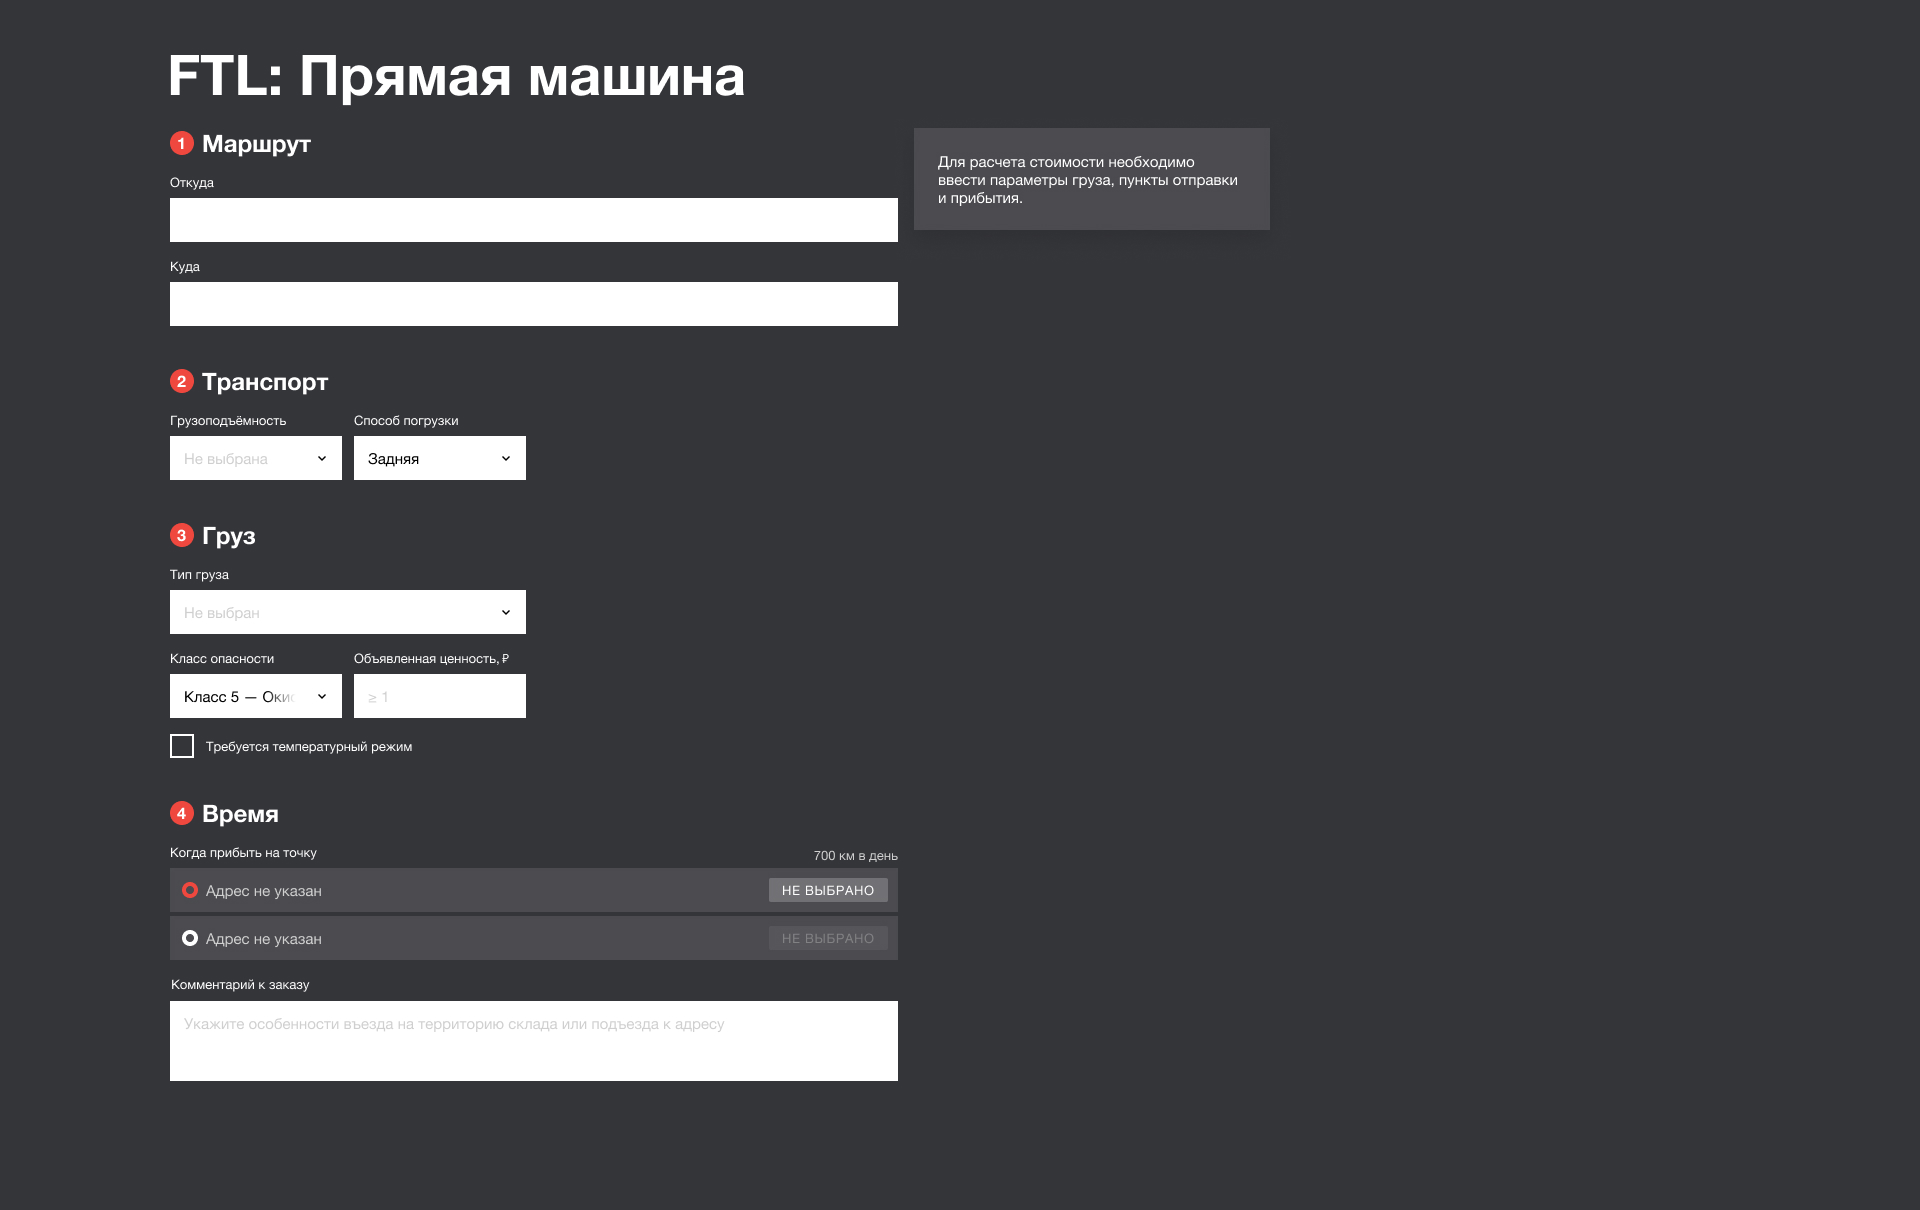 FTL: Прямая машина
1 Маршрут
Откуда
Куда
Для расчета стоимости необходимо
ввести параметры груза, пункты отправки
и прибытия.
2 Транспорт
Грузоподъёмность
Способ погрузки
Не выбрана
Задняя
3 Груз
Тип груза
Не выбран
Класс опасности
Объявленная ценность, ₽
Класс 5 — Окис
≥ 1
Требуется температурный режим
4 Время
Когда прибыть на точку
700 км в день
Адрес не указан
НЕ ВЫБРАНО
Адрес не указан
НЕ ВЫБРАНО
Комментарий к заказу
Укажите особенности въезда на территорию склада или подъезда к адресу